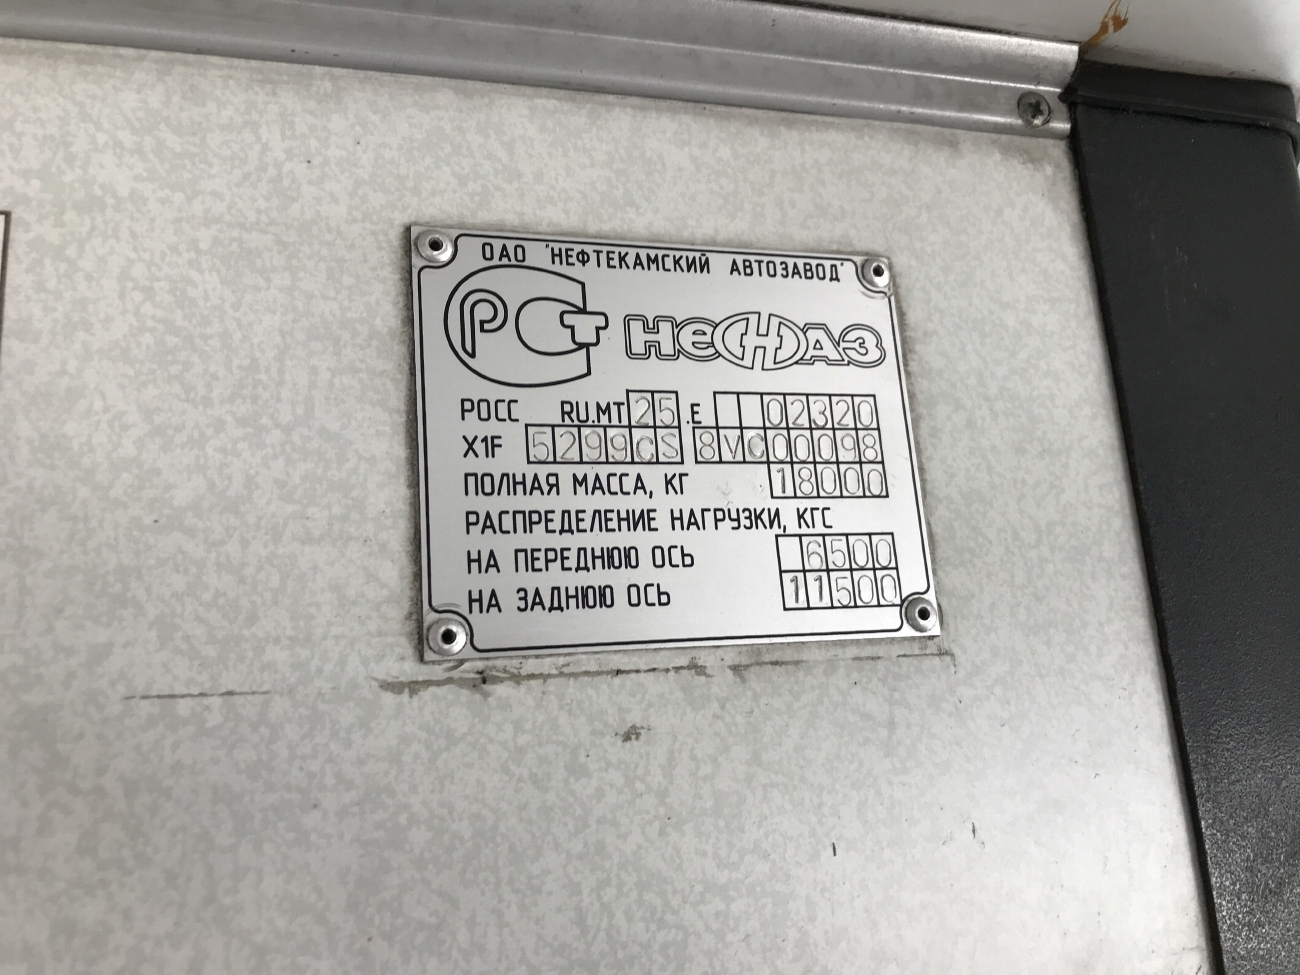 ОАО "НЕФТЕКАМСКИЙ АВТОЗАВОД"
РСТ НЕФАЗ
РОСС RU.МТ 25 .Е 02320
X1F 5299CS 8VC00098
ПОЛНАЯ МАССА, КГ 18000
РАСПРЕДЕЛЕНИЕ НАГРУЗКИ, КГС
НА ПЕРЕДНЮЮ ОСЬ 6500
НА ЗАДНЮЮ ОСЬ 11500